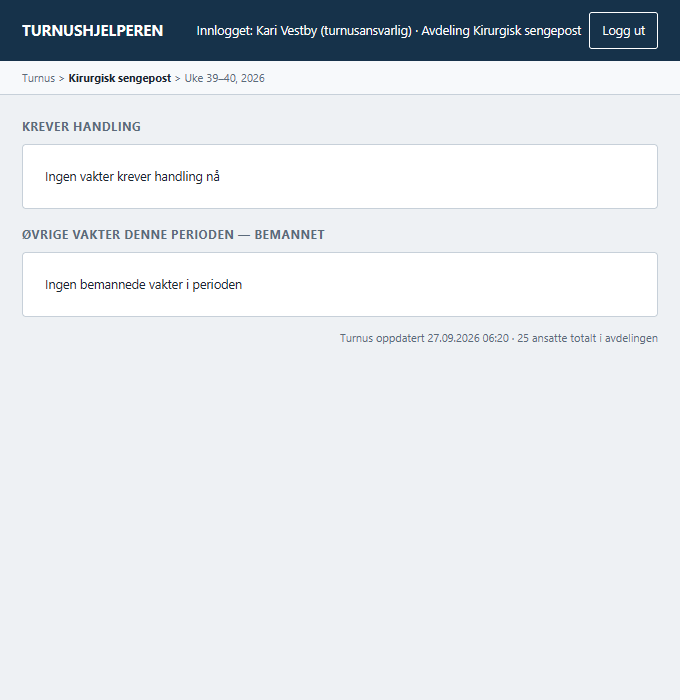 TURNUSHJELPEREN
Innlogget: Kari Vestby (turnusansvarlig) · Avdeling Kirurgisk sengepost
Logg ut
Turnus > Kirurgisk sengepost > Uke 39–40, 2026
KREVER HANDLING
Ingen vakter krever handling nå
ØVRIGE VAKTER DENNE PERIODEN — BEMANNET
Ingen bemannede vakter i perioden
Turnus oppdatert 27.09.2026 06:20 · 25 ansatte totalt i avdelingen